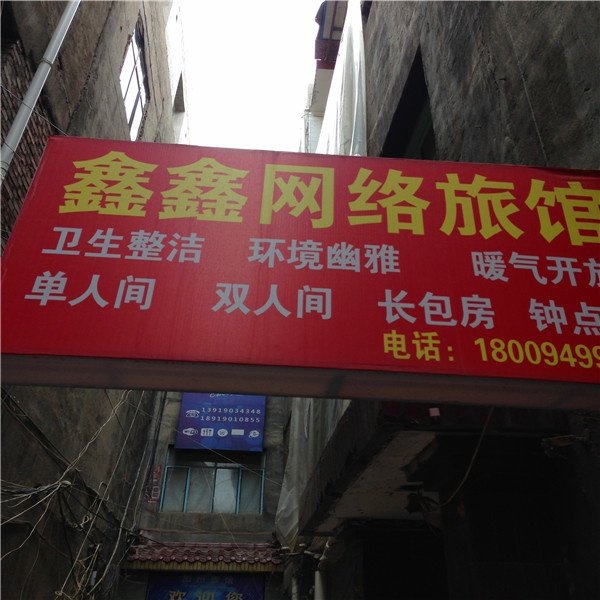 鑫鑫网络旅馆
卫生整洁 环境幽雅 暖气开放
单人间 双人间 长包房 钟点
电话：18009499
13919034348
18919010855
欢迎您